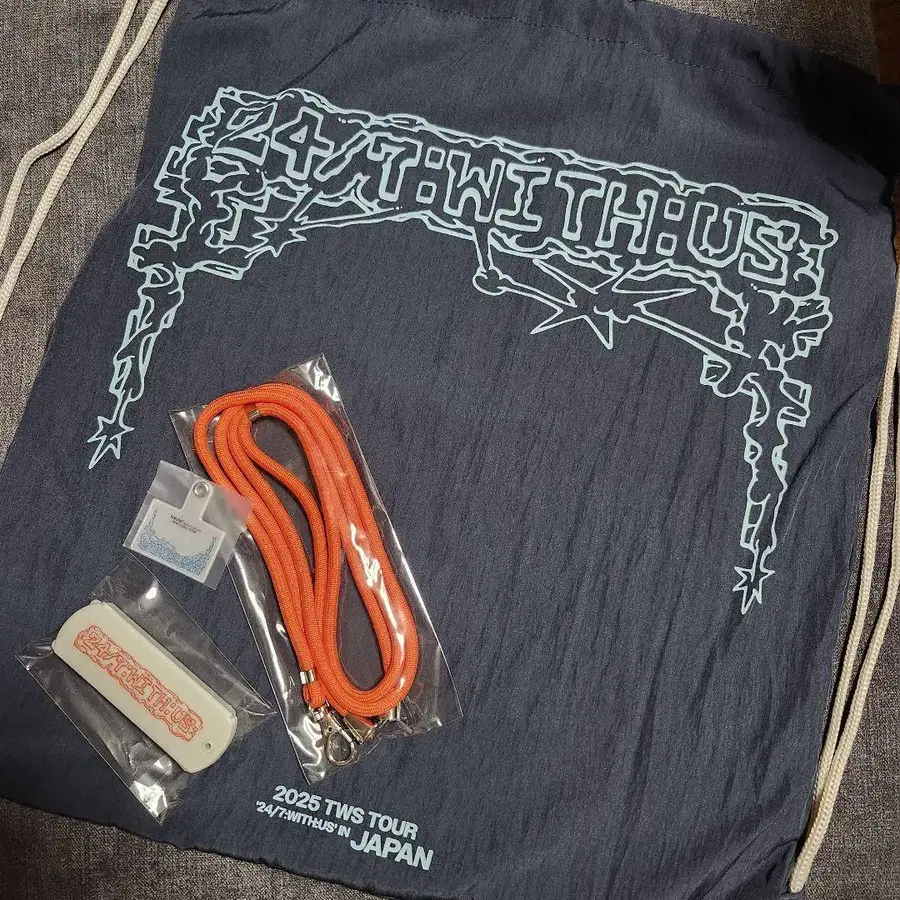 24/7:WITH:US
24/7:WITH:US
2025 TWS TOUR
'24/7:WITH:US' IN
JAPAN